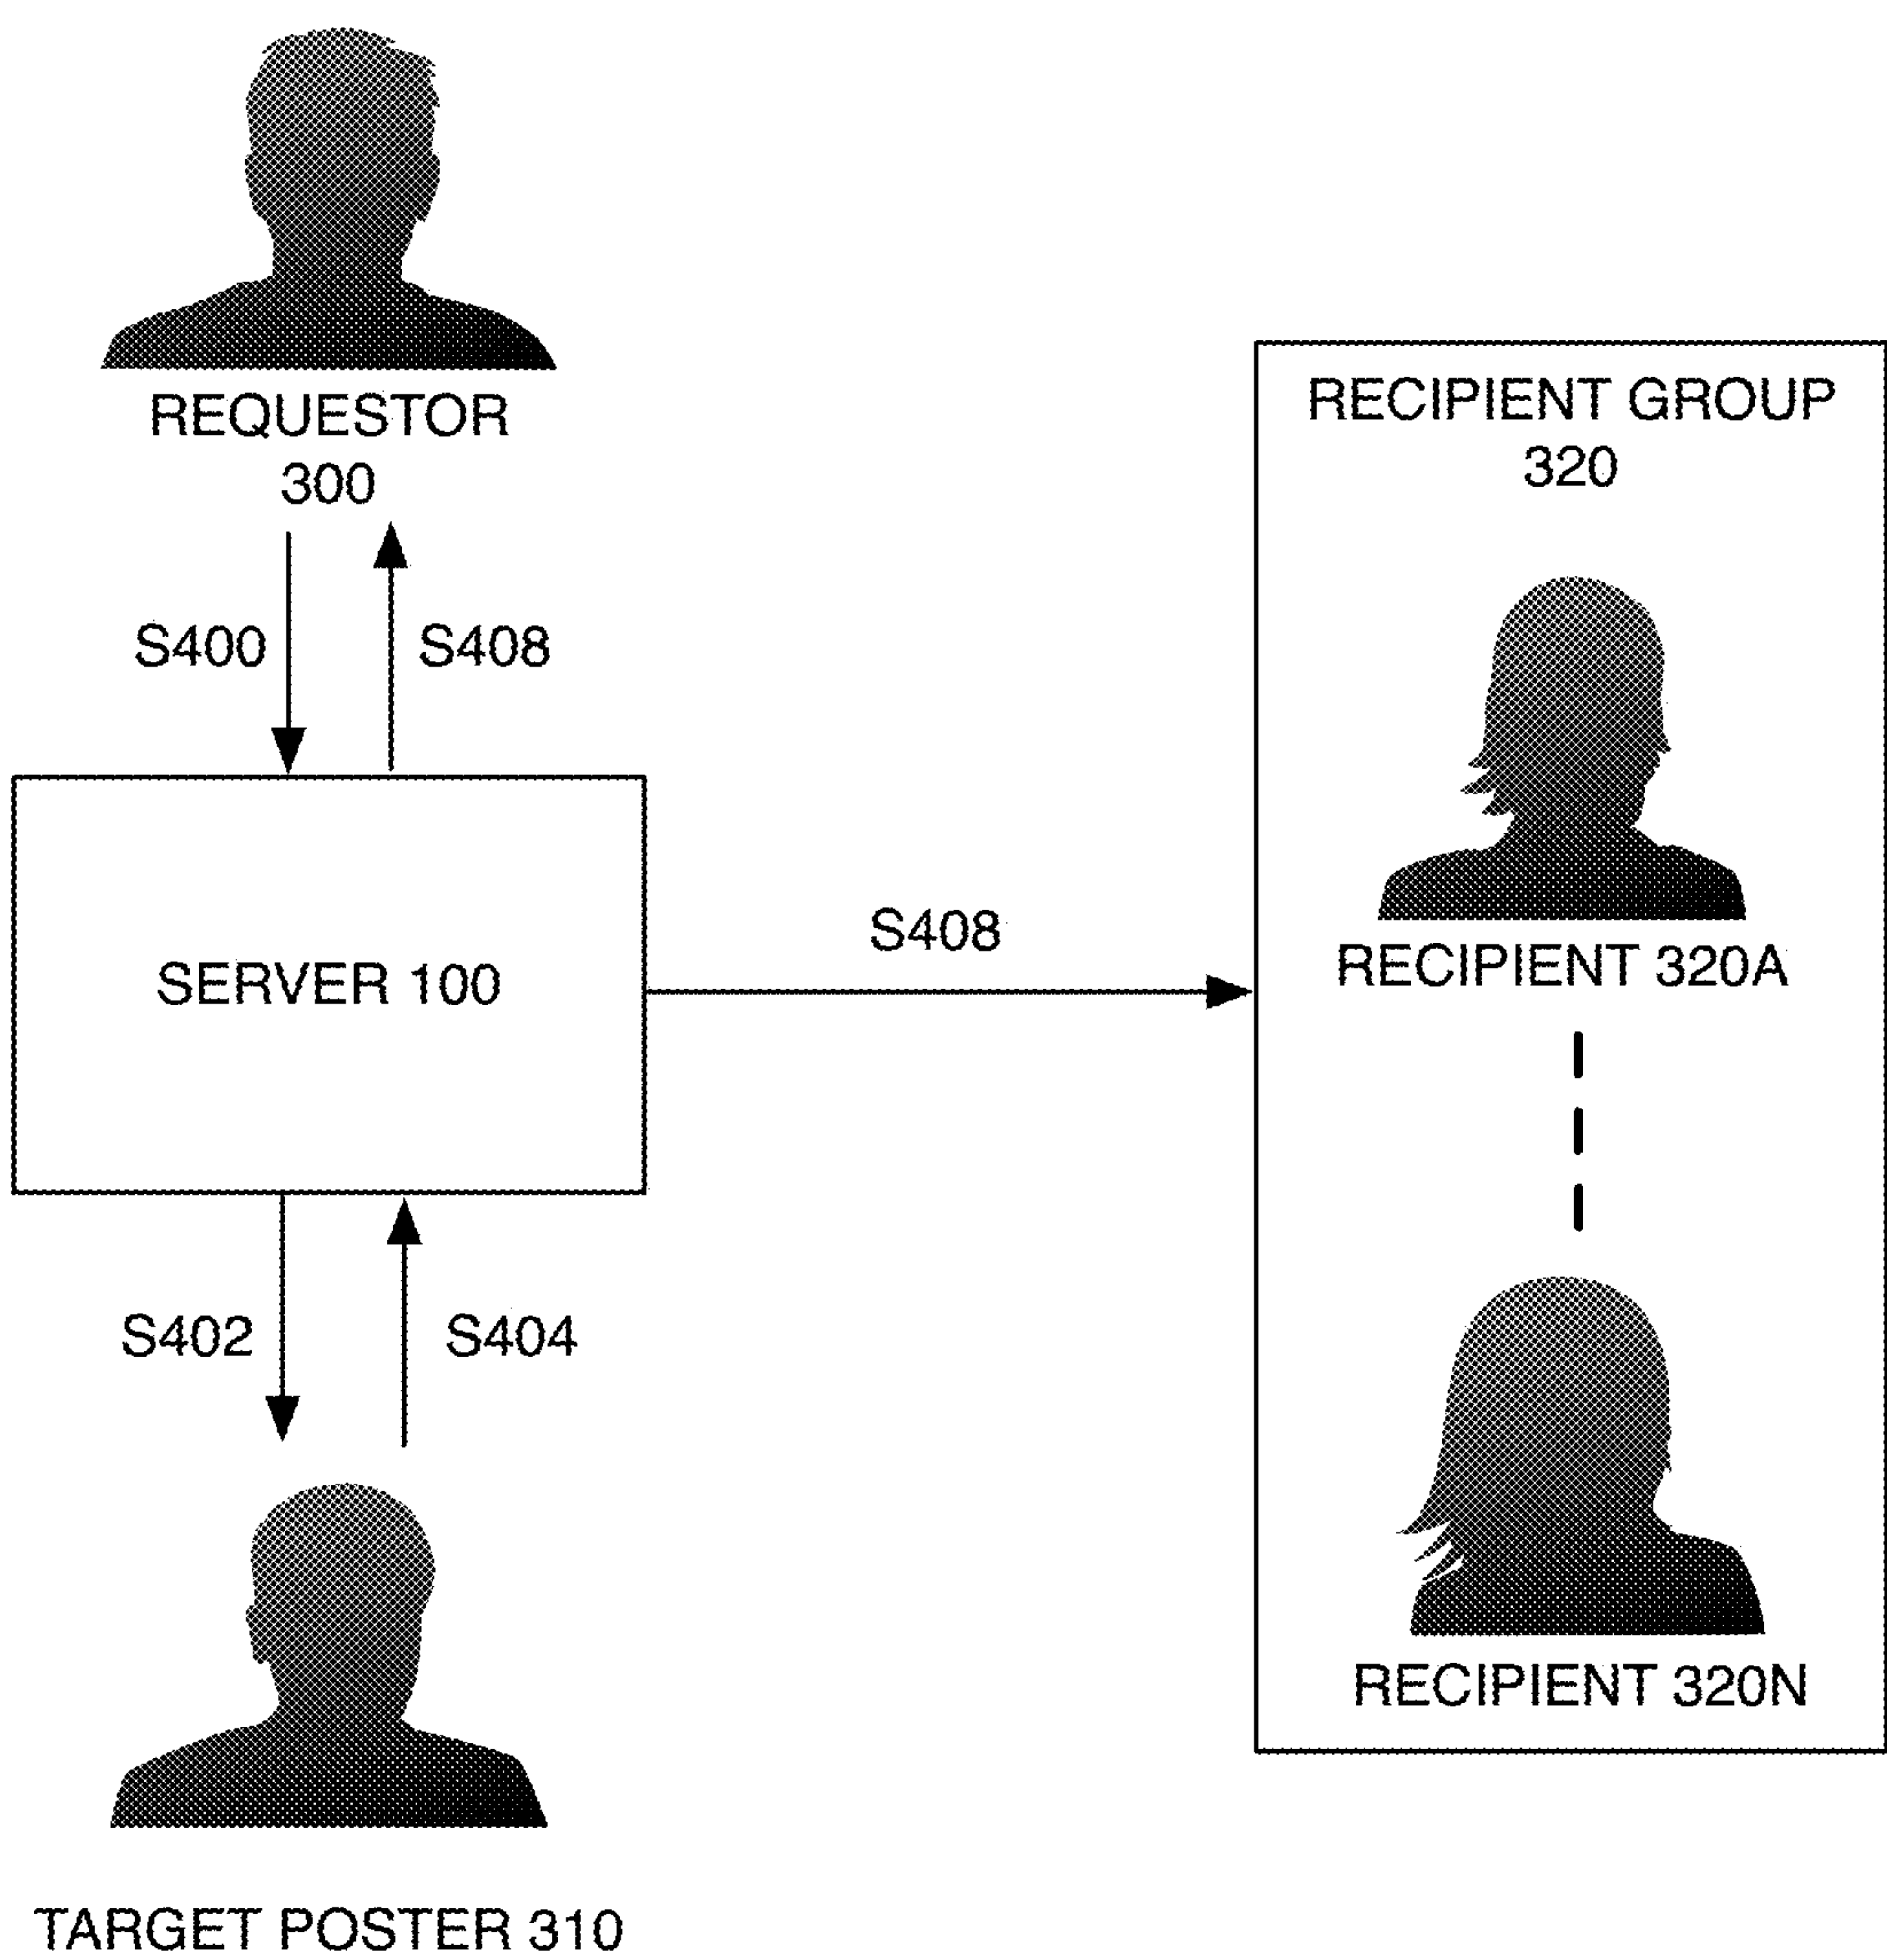 REQUESTOR
300
S400
S408
SERVER 100
S402
S404
TARGET POSTER 310
S408
RECIPIENT GROUP
320
RECIPIENT 320A
RECIPIENT 320N